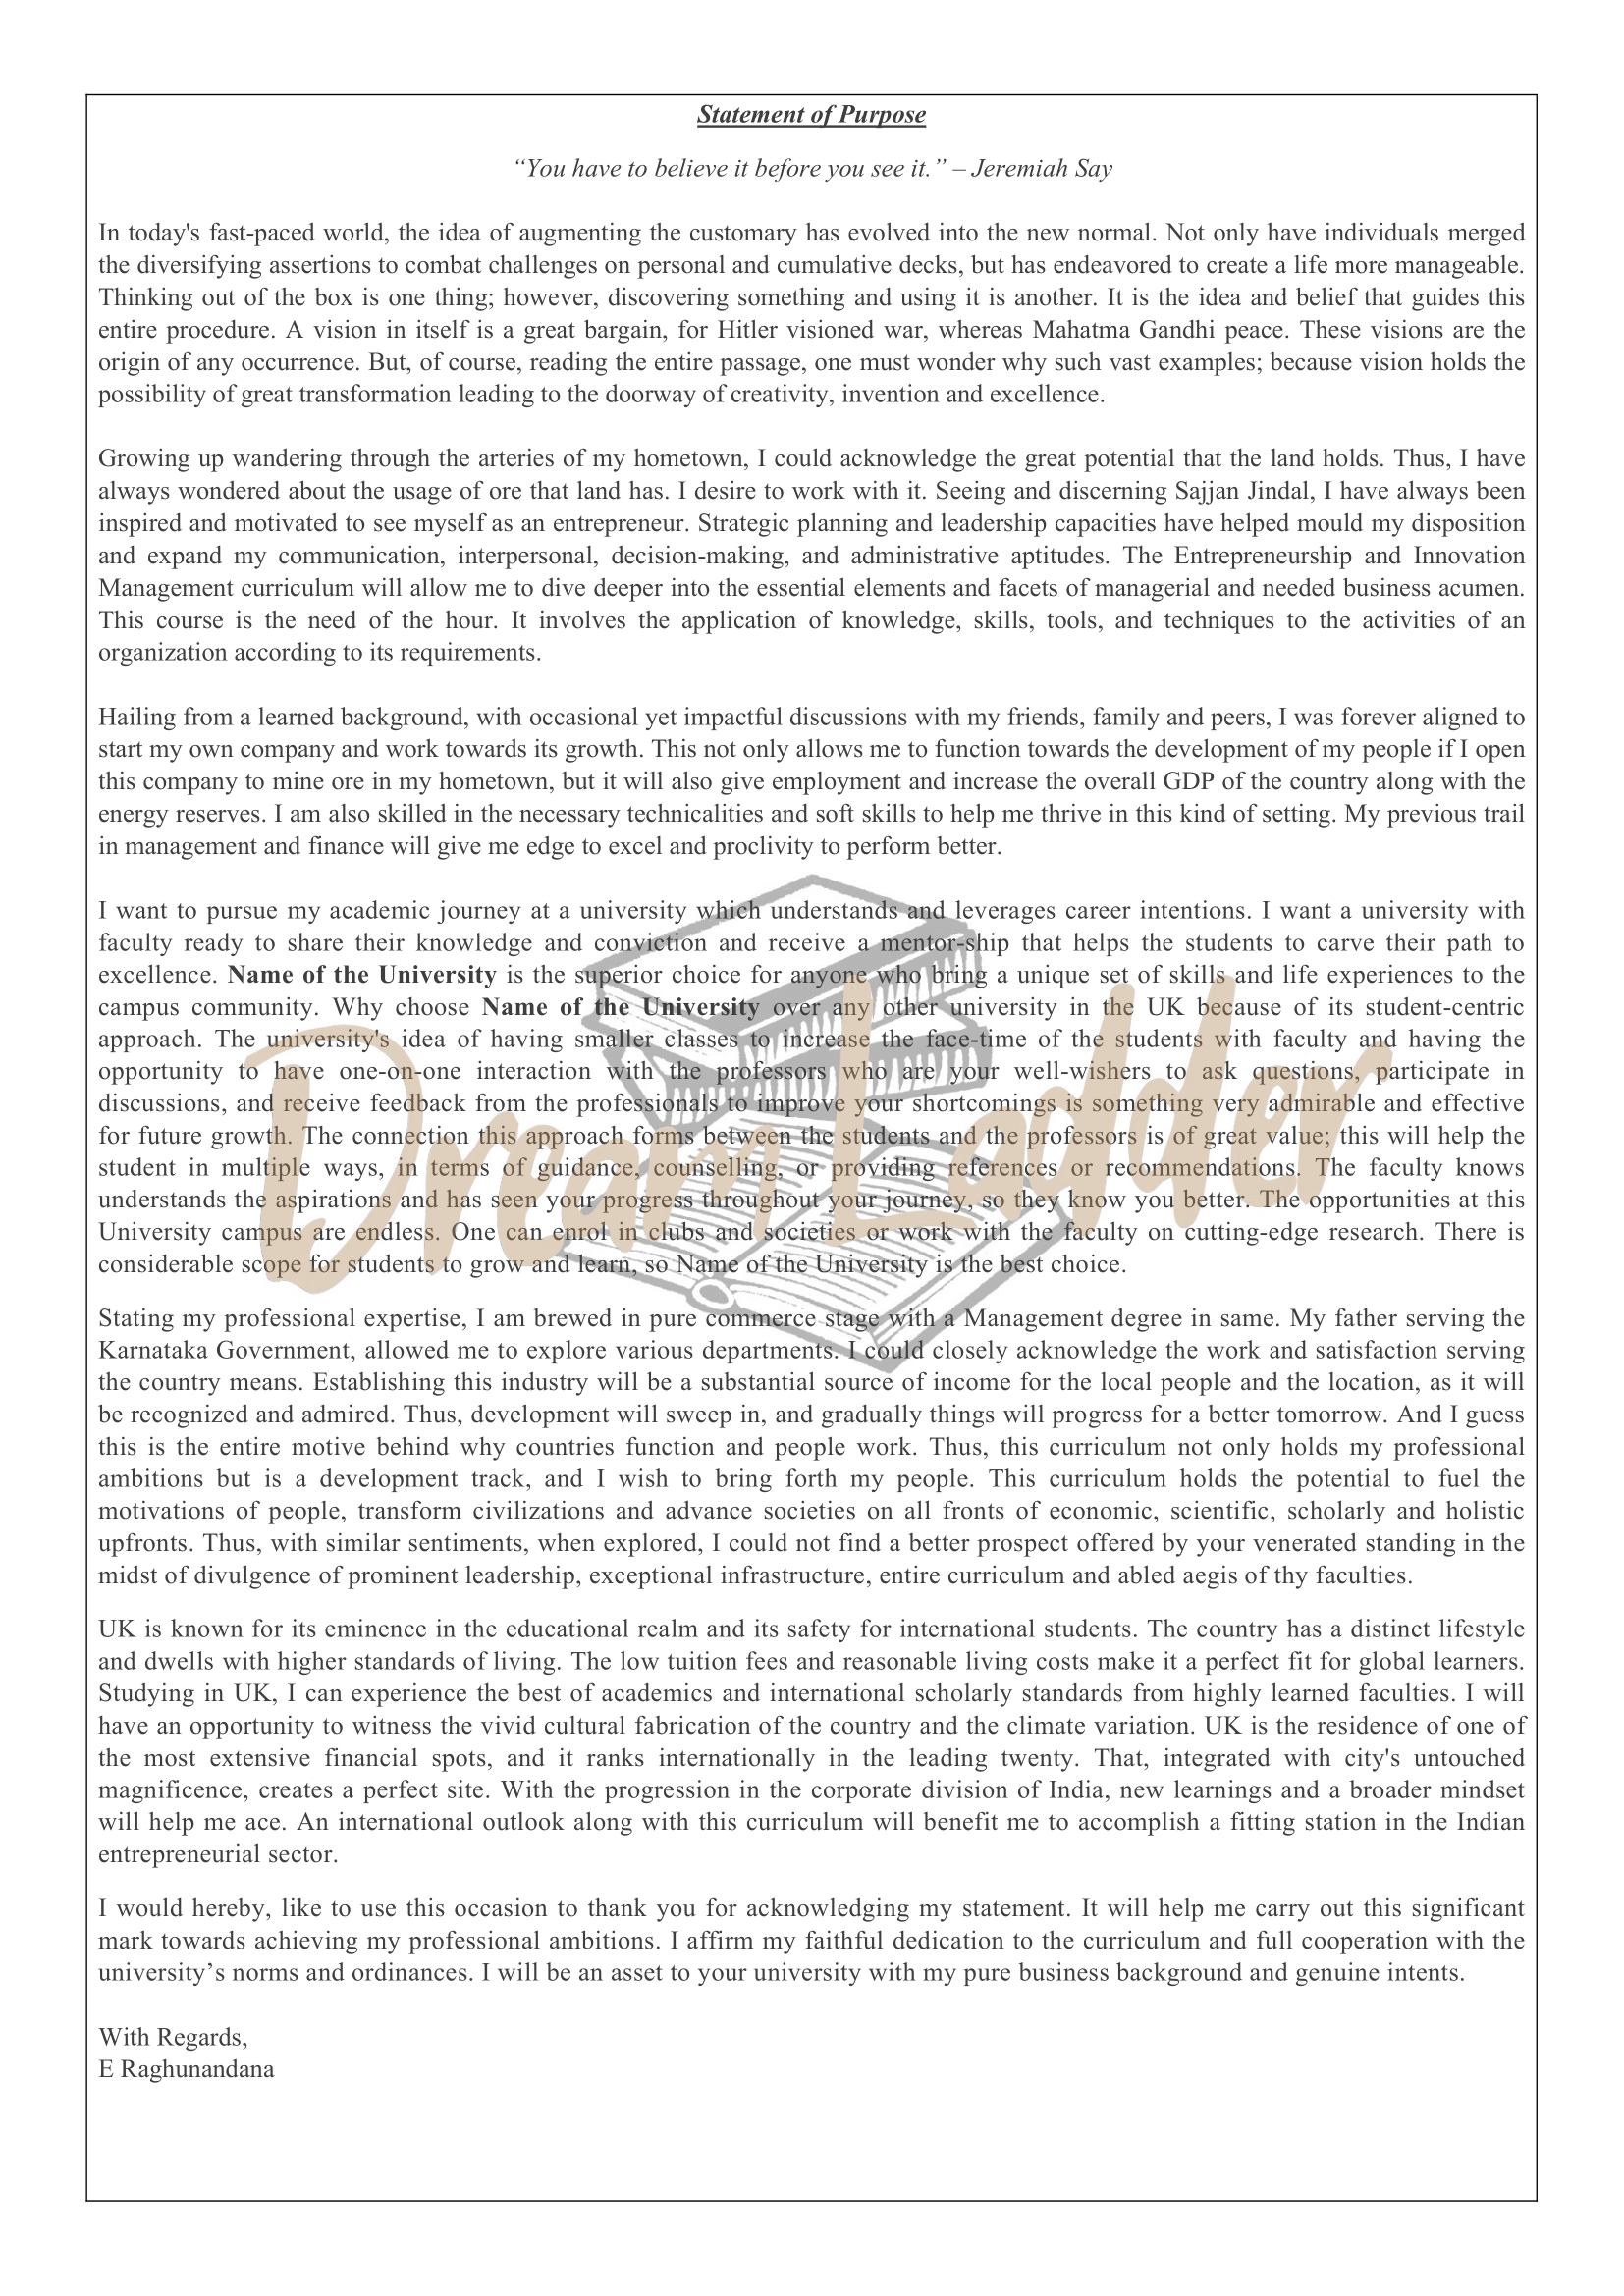 Statement of Purpose
“You have to believe it before you see it.” – Jeremiah Say
In today's fast-paced world, the idea of augmenting the customary has evolved into the new normal. Not only have individuals merged
the diversifying assertions to combat challenges on personal and cumulative decks, but has endeavored to create a life more manageable.
Thinking out of the box is one thing; however, discovering something and using it is another. It is the idea and belief that guides this
entire procedure. A vision in itself is a great bargain, for Hitler visioned war, whereas Mahatma Gandhi peace. These visions are the
origin of any occurrence. But, of course, reading the entire passage, one must wonder why such vast examples; because vision holds the
possibility of great transformation leading to the doorway of creativity, invention and excellence.
Growing up wandering through the arteries of my hometown, I could acknowledge the great potential that the land holds. Thus, I have
always wondered about the usage of ore that land has. I desire to work with it. Seeing and discerning Sajjan Jindal, I have always been
inspired and motivated to see myself as an entrepreneur. Strategic planning and leadership capacities have helped mould my disposition
and expand my communication, interpersonal, decision-making, and administrative aptitudes. The Entrepreneurship and Innovation
Management curriculum will allow me to dive deeper into the essential elements and facets of managerial and needed business acumen.
This course is the need of the hour. It involves the application of knowledge, skills, tools, and techniques to the activities of an
organization according to its requirements.
Hailing from a learned background, with occasional yet impactful discussions with my friends, family and peers, I was forever aligned to
start my own company and work towards its growth. This not only allows me to function towards the development of my people if I open
this company to mine ore in my hometown, but it will also give employment and increase the overall GDP of the country along with the
energy reserves. I am also skilled in the necessary technicalities and soft skills to help me thrive in this kind of setting. My previous trail
in management and finance will give me edge to excel and proclivity to perform better.
I want to pursue my academic journey at a university which understands and leverages career intentions. I want a university with
faculty ready to share their knowledge and conviction and receive a mentor-ship that helps the students to carve their path to
excellence. Name of the University is the superior choice for anyone who bring a unique set of skills and life experiences to the
campus community. Why choose Name of the University over any other university in the UK because of its student-centric
approach. The university's idea of having smaller classes to increase the face-time of the students with faculty and having the
opportunity to have one-on-one interaction with the professors who are your well-wishers to ask questions, participate in
discussions, and receive feedback from the professionals to improve your shortcomings is something very admirable and effective
for future growth. The connection this approach forms between the students and the professors is of great value; this will help the
student in multiple ways, in terms of guidance, counselling, or providing references or recommendations. The faculty knows
understands the aspirations and has seen your progress throughout your journey, so they know you better. The opportunities at this
University campus are endless. One can enrol in clubs and societies or work with the faculty on cutting-edge research. There is
considerable scope for students to grow and learn, so Name of the University is the best choice.
Dream Ladder
Stating my professional expertise, I am brewed in pure commerce stage with a Management degree in same. My father serving the
Karnataka Government, allowed me to explore various departments. I could closely acknowledge the work and satisfaction serving
the country means. Establishing this industry will be a substantial source of income for the local people and the location, as it will
be recognized and admired. Thus, development will sweep in, and gradually things will progress for a better tomorrow. And I guess
this is the entire motive behind why countries function and people work. Thus, this curriculum not only holds my professional
ambitions but is a development track, and I wish to bring forth my people. This curriculum holds the potential to fuel the
motivations of people, transform civilizations and advance societies on all fronts of economic, scientific, scholarly and holistic
upfronts. Thus, with similar sentiments, when explored, I could not find a better prospect offered by your venerated standing in the
midst of divulgence of prominent leadership, exceptional infrastructure, entire curriculum and abled aegis of thy faculties.
UK is known for its eminence in the educational realm and its safety for international students. The country has a distinct lifestyle
and dwells with higher standards of living. The low tuition fees and reasonable living costs make it a perfect fit for global learners.
Studying in UK, I can experience the best of academics and international scholarly standards from highly learned faculties. I will
have an opportunity to witness the vivid cultural fabrication of the country and the climate variation. UK is the residence of one of
the most extensive financial spots, and it ranks internationally in the leading twenty. That, integrated with city's untouched
magnificence, creates a perfect site. With the progression in the corporate division of India, new learnings and a broader mindset
will help me ace. An international outlook along with this curriculum will benefit me to accomplish a fitting station in the Indian
entrepreneurial sector.
I would hereby, like to use this occasion to thank you for acknowledging my statement. It will help me carry out this significant
mark towards achieving my professional ambitions. I affirm my faithful dedication to the curriculum and full cooperation with the
university’s norms and ordinances. I will be an asset to your university with my pure business background and genuine intents.
With Regards,
E Raghunandana